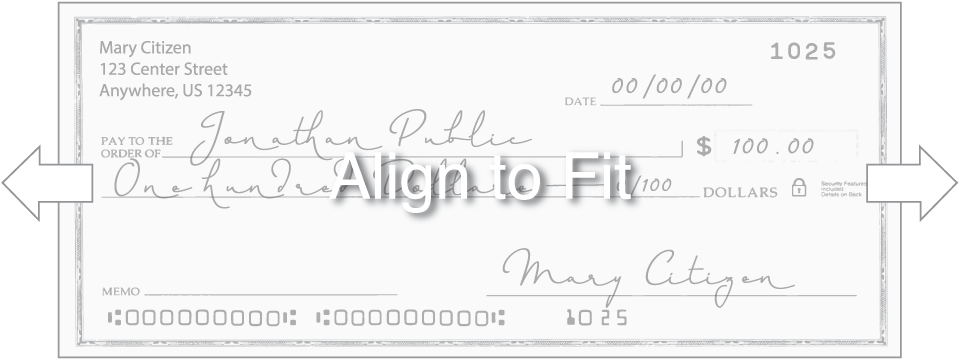 Mary Citizen
123 Center Street
Anywhere, US 12345
1025
DATE 00/00/00
PAY TO THE ORDER OF Jonathan Public $ 100.00
One hundred Dollars 0/100 DOLLARS
Security Features Included. Details on Back
Align to Fit
Mary Citizen
MEMO
⑆000000000⑆ ⑆000000000⑆ 1025